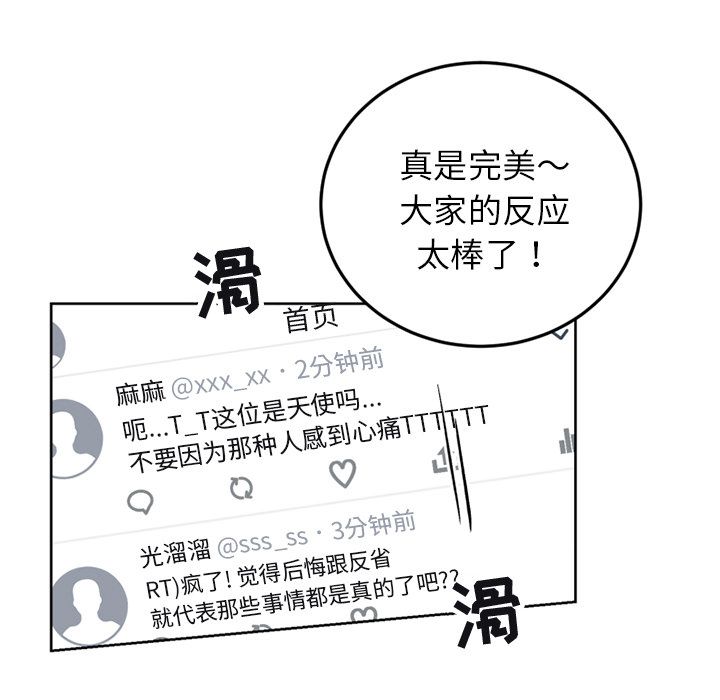 真是完美～
大家的反应
太棒了！
滑
首页
麻麻 @xxx_xx · 2分钟前
呃...T_T这位是天使吗...
不要因为那种人感到心痛TTTTTT
光溜溜 @sss_ss · 3分钟前
RT)疯了! 觉得后悔跟反省
就代表那些事情都是真的了吧??
滑